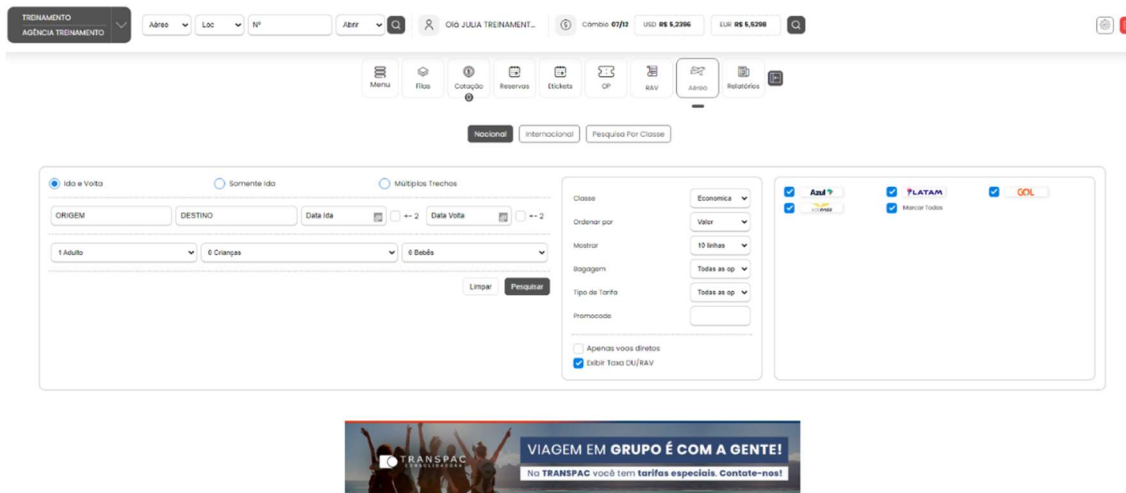 TREINAMENTO
AGÊNCIA TREINAMENTO
Aéreo Loc Nº Abrir
Olá JULIA TREINAMENT...
Câmbio 07/12 USD R$ 5,2386 EUR R$ 5,5298
Menu Filas Cotação Reservas Etickets OP RAV Aéreo Relatórios
0
Nacional Internacional Pesquisa Por Classe
Ida e Volta Somente Ida Múltiplos Trechos
ORIGEM DESTINO Data Ida +- 2 Data Volta +- 2
1 Adulto 0 Crianças 0 Bebês
Limpar Pesquisar
Classe Economica
Ordenar por Valor
Mostrar 10 linhas
Bagagem Todas as op
Tipo de Tarifa Todas as op
Promocode
Apenas voos diretos
Exibir Taxa DU/RAV
Azul LATAM GOL
Marcar Todos
TRANSPAC
CONSOLIDADORA
VIAGEM EM GRUPO É COM A GENTE!
Na TRANSPAC você tem tarifas especiais. Contate-nos!